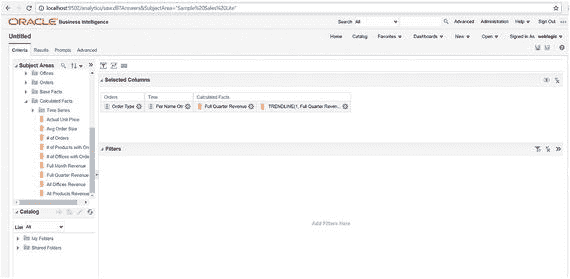 localhost:9502/analytics/saw.dll?Answers&SubjectArea="Sample%20Sales%20Lite"
ORACLE Business Intelligence
Search All Advanced Administration Help Sign Out
Untitled
Home Catalog Favorites Dashboards New Open Signed In As weblogic
Criteria Results Prompts Advanced
Subject Areas
Offices
Orders
Base Facts
Calculated Facts
Time Series
Actual Unit Price
Avg Order Size
# of Orders
# of Products with Ord
# of Offices with Orde
Full Month Revenue
Full Quarter Revenue
All Offices Revenue
All Products Revenue
Catalog
List All
My Folders
Shared Folders
Selected Columns
Orders Time Calculated Facts
Order Type Per Name Qtr Full Quarter Revenue TRENDLINE(1, Full Quarter Reven...
Filters
Add Filters Here